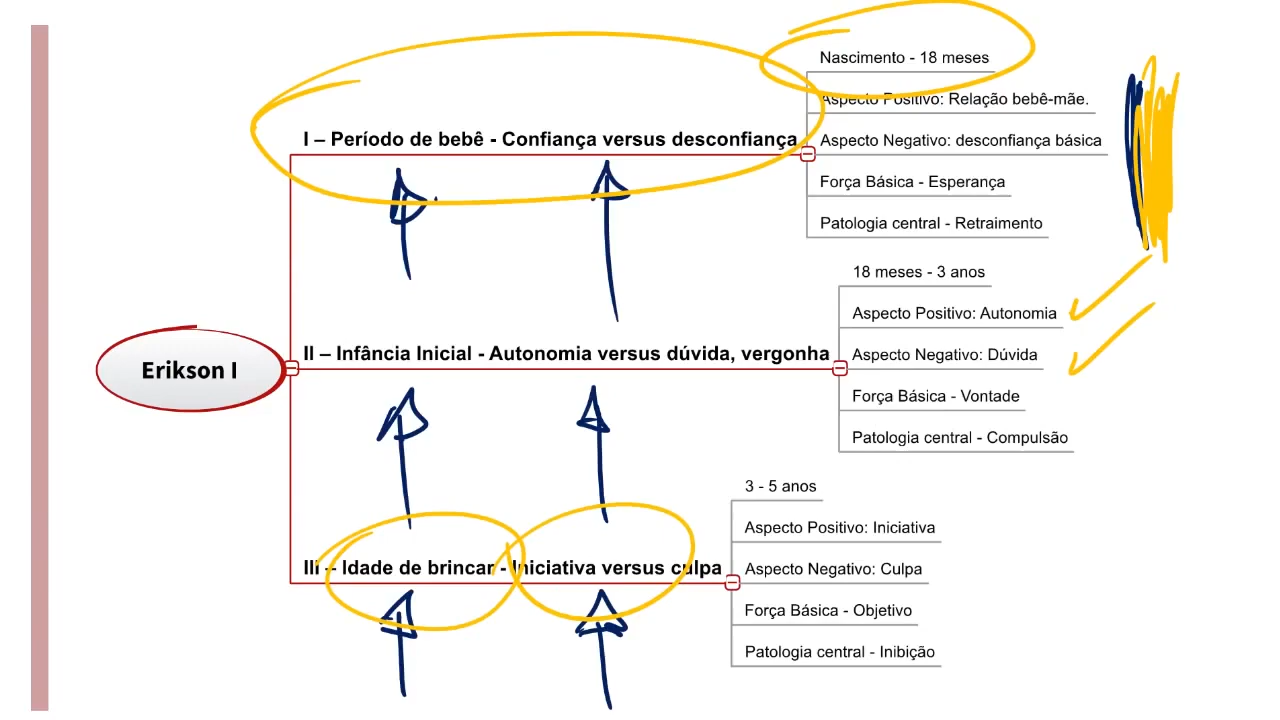 Erikson I
I – Período de bebê - Confiança versus desconfiança
Nascimento - 18 meses
Aspecto Positivo: Relação bebê-mãe.
Aspecto Negativo: desconfiança básica
Força Básica - Esperança
Patologia central - Retraimento
II – Infância Inicial - Autonomia versus dúvida, vergonha
18 meses - 3 anos
Aspecto Positivo: Autonomia
Aspecto Negativo: Dúvida
Força Básica - Vontade
Patologia central - Compulsão
III – Idade de brincar - Iniciativa versus culpa
3 - 5 anos
Aspecto Positivo: Iniciativa
Aspecto Negativo: Culpa
Força Básica - Objetivo
Patologia central - Inibição